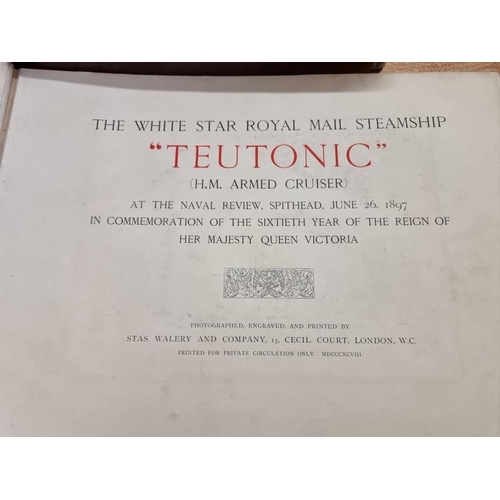 THE WHITE STAR ROYAL MAIL STEAMSHIP
“TEUTONIC”
(H.M. ARMED CRUISER)
AT THE NAVAL REVIEW, SPITHEAD, JUNE 26, 1897
IN COMMEMORATION OF THE SIXTIETH YEAR OF THE REIGN OF
HER MAJESTY QUEEN VICTORIA
PHOTOGRAPHED, ENGRAVED, AND PRINTED BY
STAS. WALERY AND COMPANY, 15, CECIL COURT, LONDON, W.C.
PRINTED FOR PRIVATE CIRCULATION ONLY. MDCCCXCVIII.